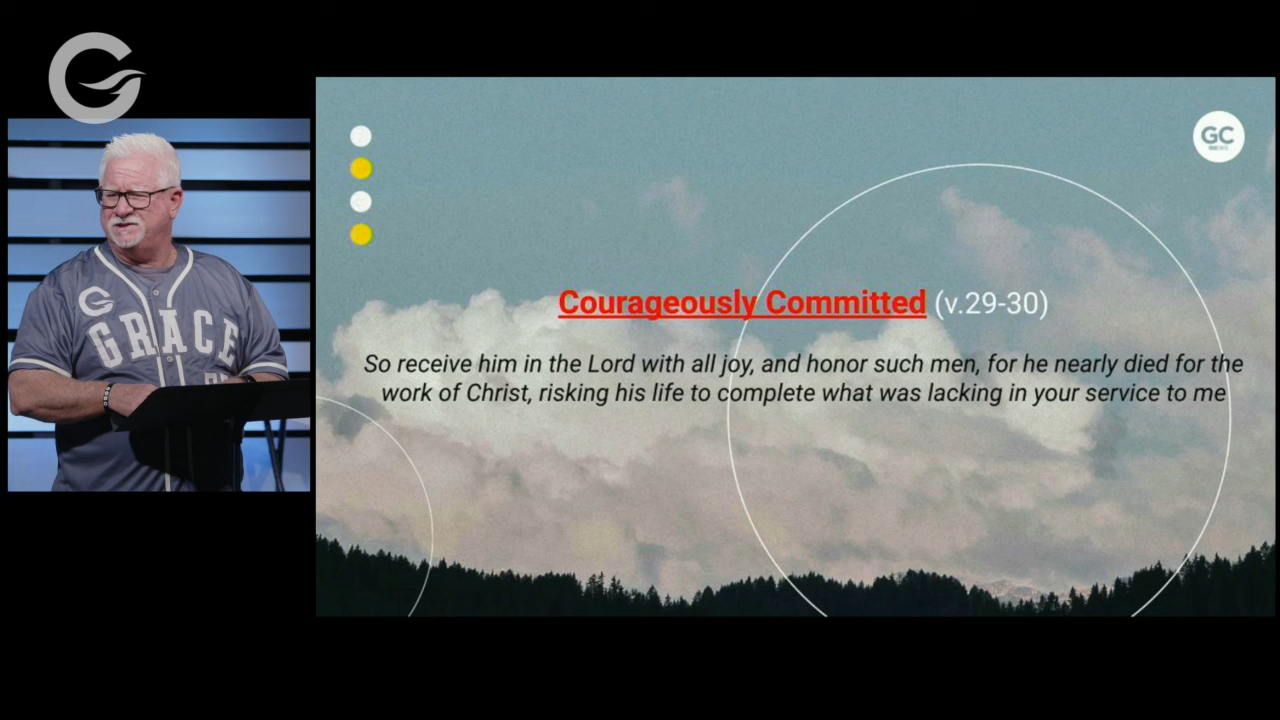 GRACE
GC
Courageously Committed (v.29-30)
So receive him in the Lord with all joy, and honor such men, for he nearly died for the
work of Christ, risking his life to complete what was lacking in your service to me